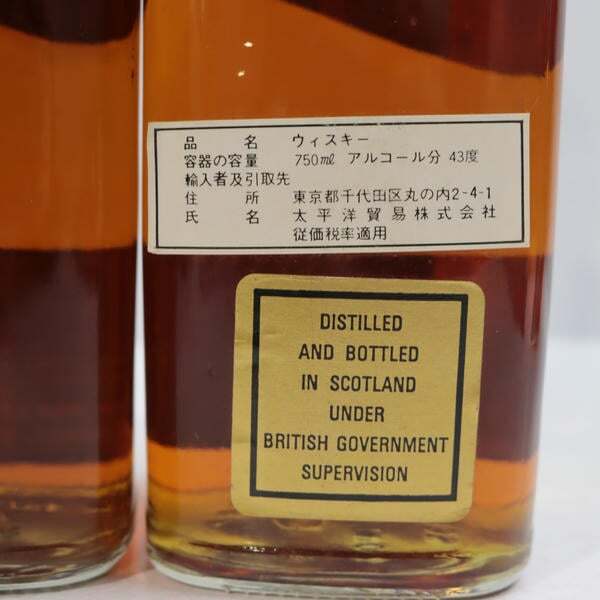 品名 ウィスキー
容器の容量 750ml アルコール分 43度
輸入者及引取先
住所 東京都千代田区丸の内2-4-1
氏名 太平洋貿易株式会社
従価税率適用
DISTILLED
AND BOTTLED
IN SCOTLAND
UNDER
BRITISH GOVERNMENT
SUPERVISION